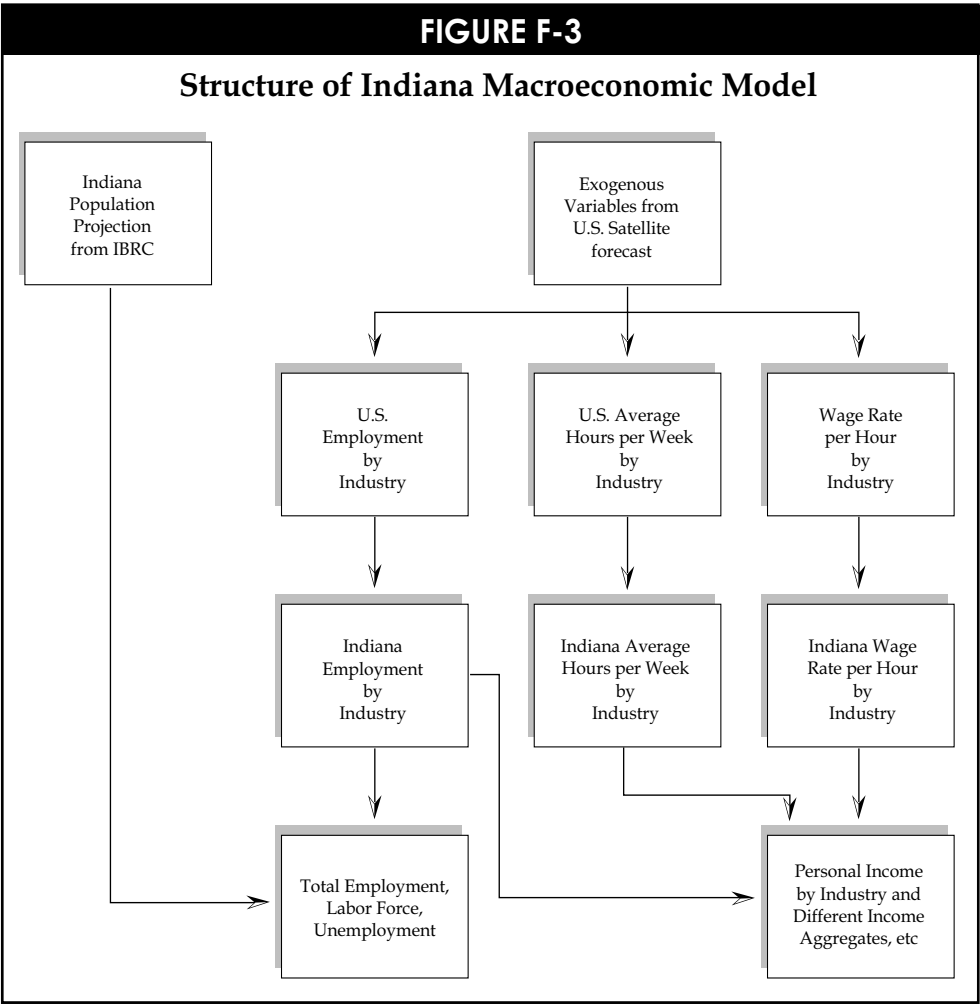 FIGURE F-3
Structure of Indiana Macroeconomic Model
Indiana
Population
Projection
from IBRC
Exogenous
Variables from
U.S. Satellite
forecast
U.S.
Employment
by
Industry
U.S. Average
Hours per Week
by
Industry
Wage Rate
per Hour
by
Industry
Indiana
Employment
by
Industry
Indiana Average
Hours per Week
by
Industry
Indiana Wage
Rate per Hour
by
Industry
Total Employment,
Labor Force,
Unemployment
Personal Income
by Industry and
Different Income
Aggregates, etc